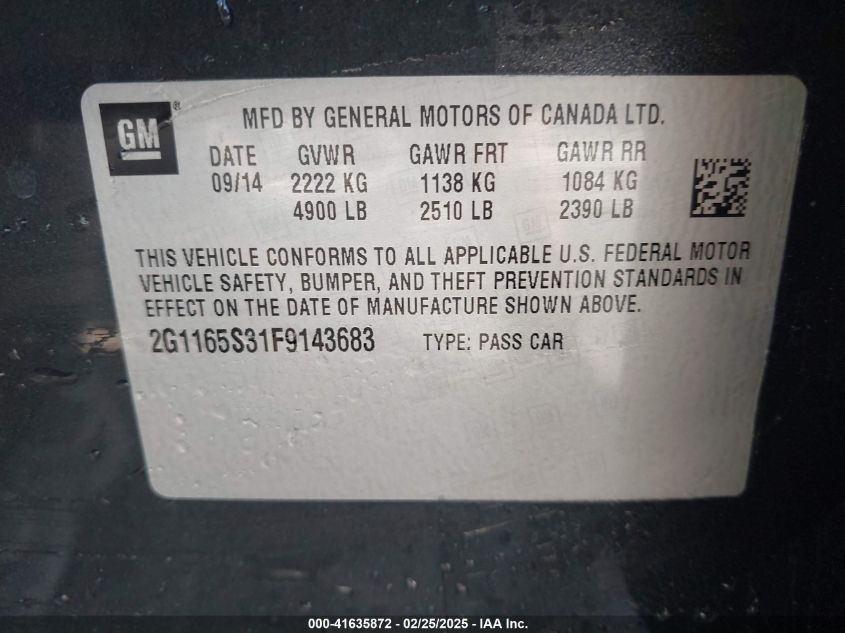 GM ®
MFD BY GENERAL MOTORS OF CANADA LTD.
DATE GVWR GAWR FRT GAWR RR
09/14 2222 KG 1138 KG 1084 KG
4900 LB 2510 LB 2390 LB
THIS VEHICLE CONFORMS TO ALL APPLICABLE U.S. FEDERAL MOTOR
VEHICLE SAFETY, BUMPER, AND THEFT PREVENTION STANDARDS IN
EFFECT ON THE DATE OF MANUFACTURE SHOWN ABOVE.
2G1165S31F9143683 TYPE: PASS CAR
000-41635872 - 02/25/2025 - IAA Inc.